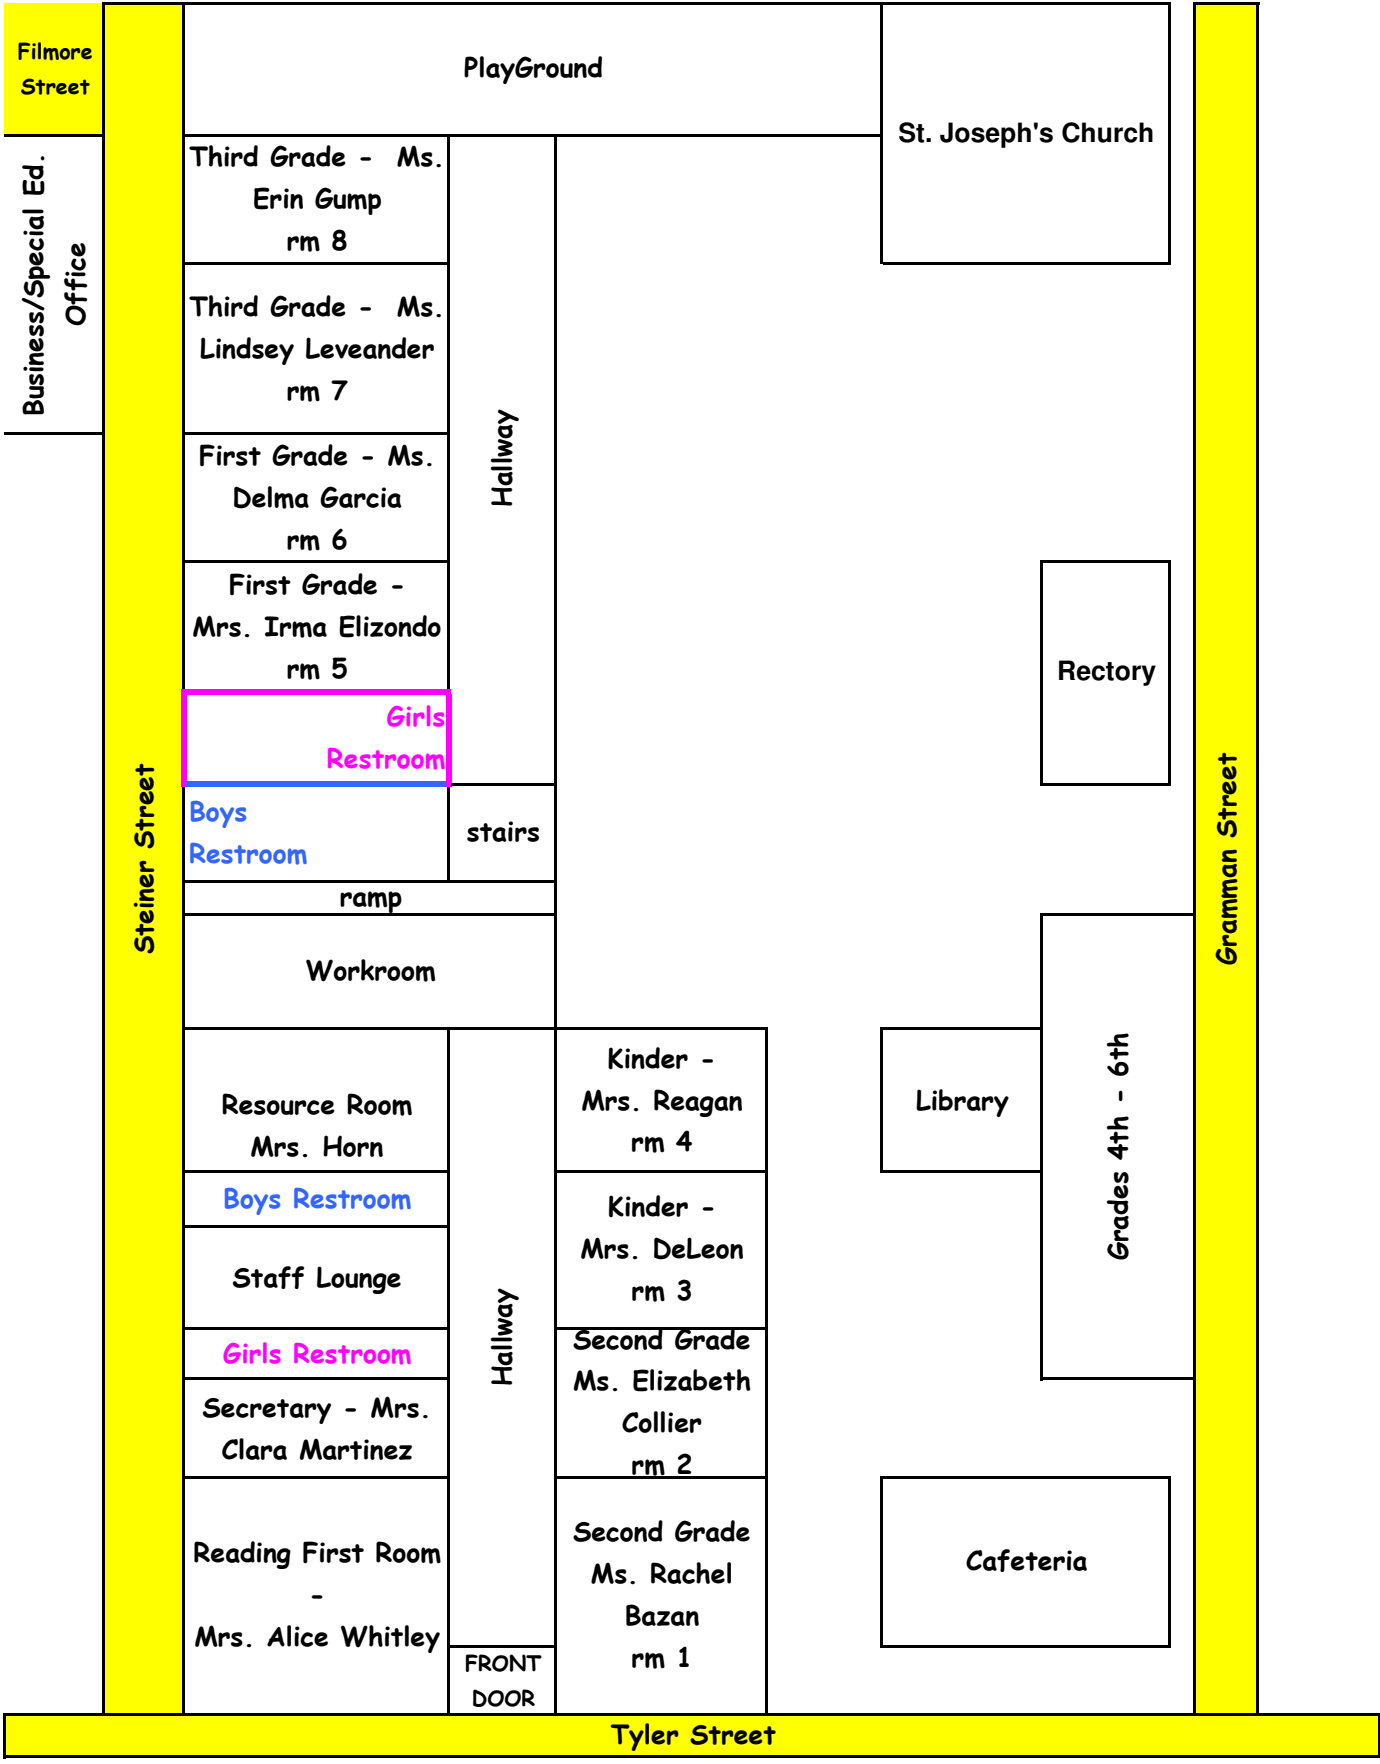 Filmore
Street
PlayGround
St. Joseph's Church
Business/Special Ed.
Office
Third Grade -  Ms.
Erin Gump
rm 8
Third Grade -  Ms.
Lindsey Leveander
rm 7
Hallway
First Grade - Ms.
Delma Garcia
rm 6
First Grade -
Mrs. Irma Elizondo
rm 5
Rectory
Girls
Restroom
Steiner Street
Boys
Restroom
stairs
Gramman Street
ramp
Workroom
Resource Room
Mrs. Horn
Kinder -
Mrs. Reagan
rm 4
Library
Grades 4th - 6th
Boys Restroom
Kinder -
Mrs. DeLeon
rm 3
Staff Lounge
Hallway
Girls Restroom
Second Grade
Ms. Elizabeth
Collier
rm 2
Secretary - Mrs.
Clara Martinez
Reading First Room
-
Mrs. Alice Whitley
Second Grade
Ms. Rachel
Bazan
rm 1
Cafeteria
FRONT
DOOR
Tyler Street